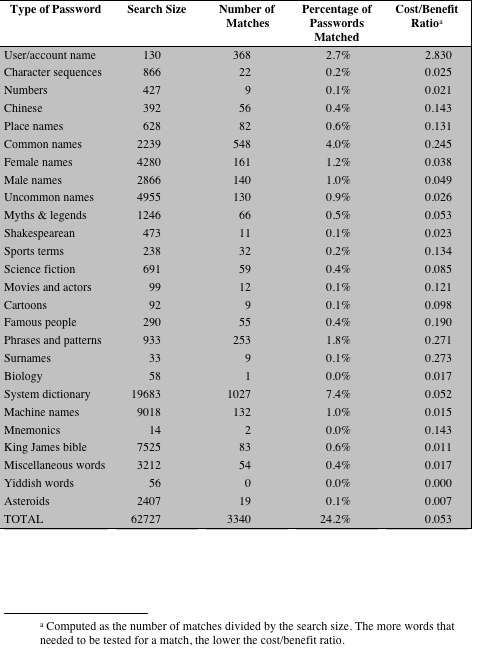 Type of Password Search Size Number of Matches Percentage of Passwords Matched Cost/Benefit Ratioᵃ
User/account name 130 368 2.7% 2.830
Character sequences 866 22 0.2% 0.025
Numbers 427 9 0.1% 0.021
Chinese 392 56 0.4% 0.143
Place names 628 82 0.6% 0.131
Common names 2239 548 4.0% 0.245
Female names 4280 161 1.2% 0.038
Male names 2866 140 1.0% 0.049
Uncommon names 4955 130 0.9% 0.026
Myths & legends 1246 66 0.5% 0.053
Shakespearean 473 11 0.1% 0.023
Sports terms 238 32 0.2% 0.134
Science fiction 691 59 0.4% 0.085
Movies and actors 99 12 0.1% 0.121
Cartoons 92 9 0.1% 0.098
Famous people 290 55 0.4% 0.190
Phrases and patterns 933 253 1.8% 0.271
Surnames 33 9 0.1% 0.273
Biology 58 1 0.0% 0.017
System dictionary 19683 1027 7.4% 0.052
Machine names 9018 132 1.0% 0.015
Mnemonics 14 2 0.0% 0.143
King James bible 7525 83 0.6% 0.011
Miscellaneous words 3212 54 0.4% 0.017
Yiddish words 56 0 0.0% 0.000
Asteroids 2407 19 0.1% 0.007
TOTAL 62727 3340 24.2% 0.053
ᵃ Computed as the number of matches divided by the search size. The more words that
needed to be tested for a match, the lower the cost/benefit ratio.